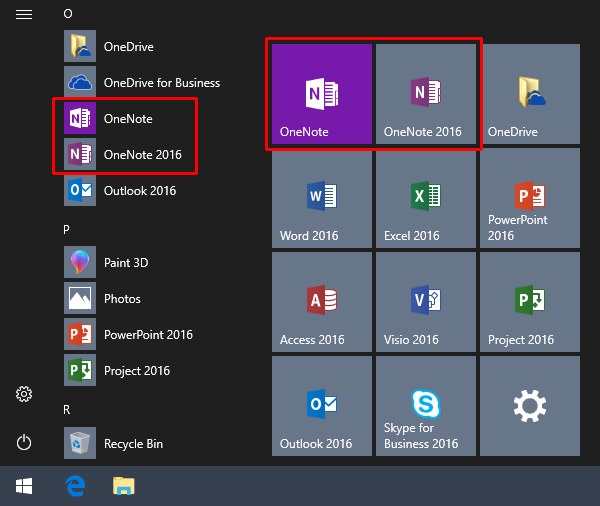 O
OneDrive
OneDrive for Business
OneNote
OneNote 2016
Outlook 2016
P
Paint 3D
Photos
PowerPoint 2016
Project 2016
R
Recycle Bin
OneNote
OneNote 2016
OneDrive
Word 2016
Excel 2016
PowerPoint
2016
Access 2016
Visio 2016
Project 2016
Outlook 2016
Skype for
Business 2016